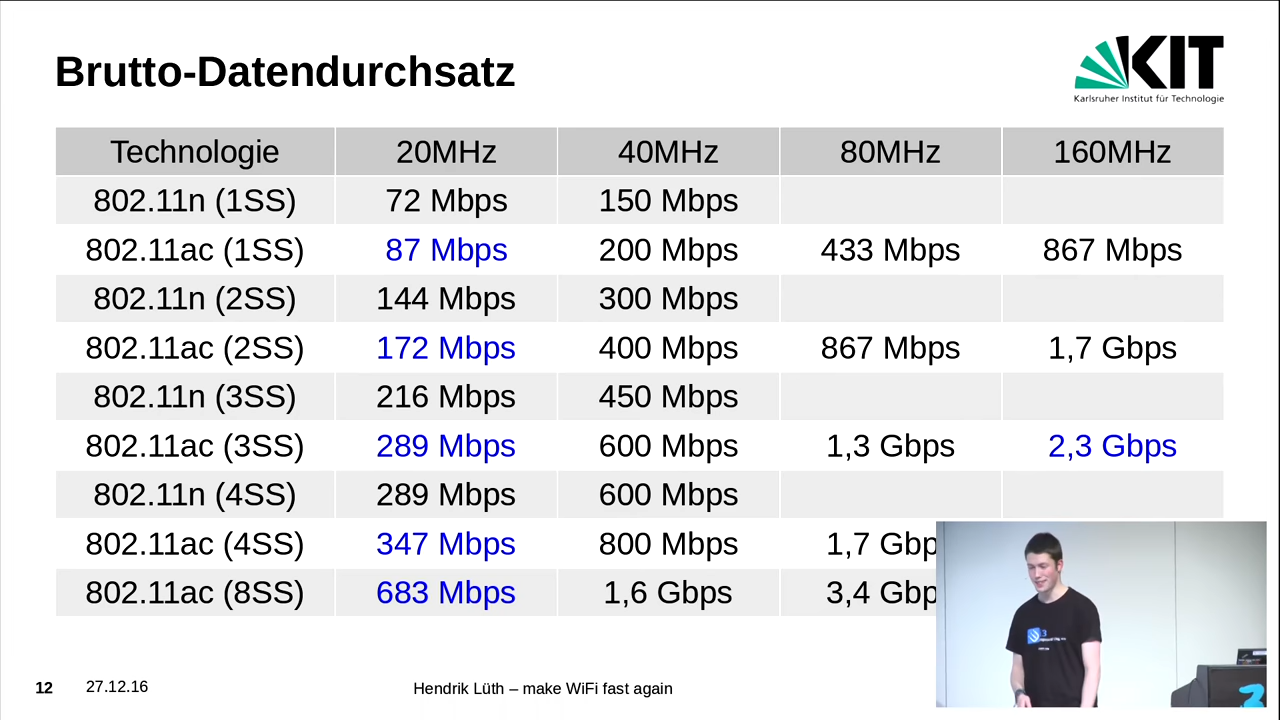 Brutto-Datendurchsatz
KIT
Karlsruher Institut für Technologie
Technologie 20MHz 40MHz 80MHz 160MHz
802.11n (1SS) 72 Mbps 150 Mbps
802.11ac (1SS) 87 Mbps 200 Mbps 433 Mbps 867 Mbps
802.11n (2SS) 144 Mbps 300 Mbps
802.11ac (2SS) 172 Mbps 400 Mbps 867 Mbps 1,7 Gbps
802.11n (3SS) 216 Mbps 450 Mbps
802.11ac (3SS) 289 Mbps 600 Mbps 1,3 Gbps 2,3 Gbps
802.11n (4SS) 289 Mbps 600 Mbps
802.11ac (4SS) 347 Mbps 800 Mbps 1,7 Gbp
802.11ac (8SS) 683 Mbps 1,6 Gbps 3,4 Gbp
12 27.12.16 Hendrik Lüth – make WiFi fast again